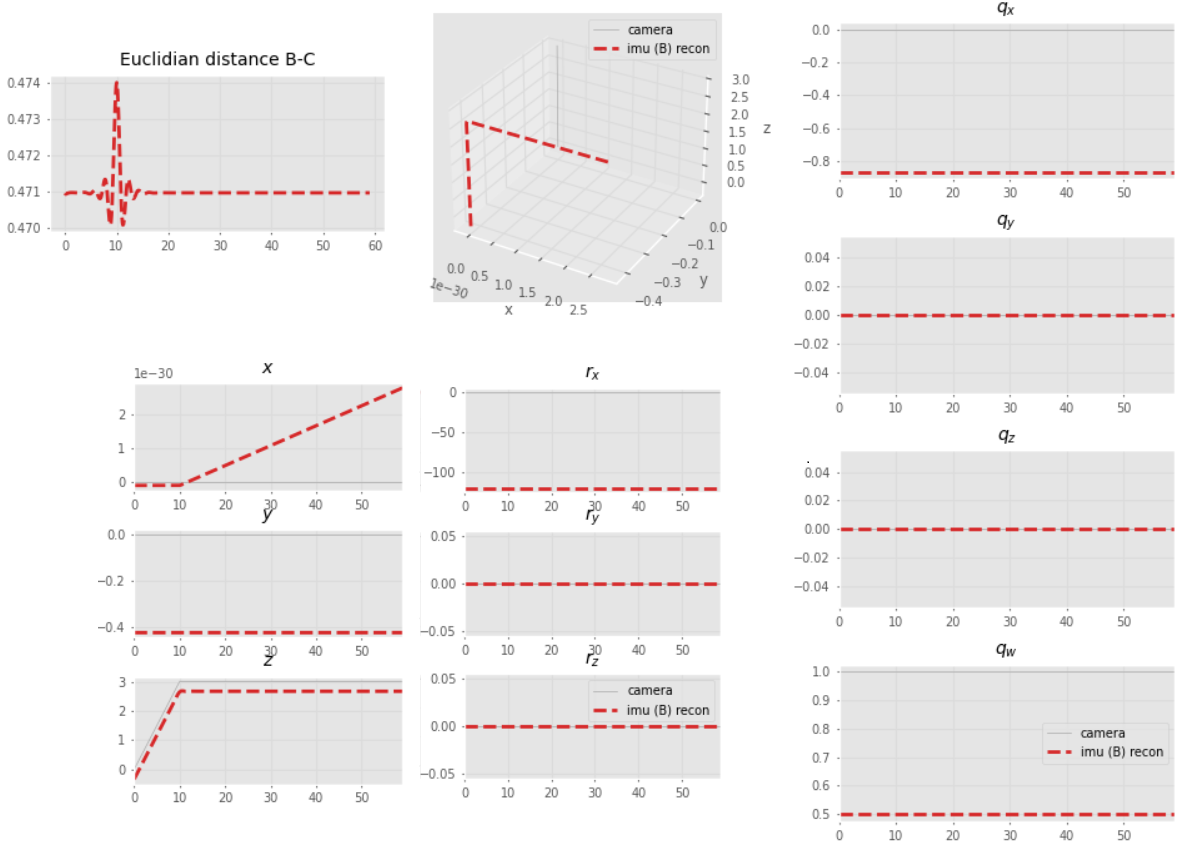 Euclidian distance B-C
0.474
0.473
0.472
0.471
0.470
0 10 20 30 40 50 60
camera
imu (B) recon
3.0
2.5
2.0
1.5
1.0
0.5
0.0
z
0.0
−0.1
−0.2
−0.3
−0.4
y
0.0 0.5 1.0 1.5 2.0 2.5
1e−30
x
q_x
0.0
−0.2
−0.4
−0.6
−0.8
0 10 20 30 40 50
q_y
0.04
0.02
0.00
−0.02
−0.04
0 10 20 30 40 50
q_z
0.04
0.02
0.00
−0.02
−0.04
0 10 20 30 40 50
q_w
1.0
0.9
0.8
0.7
0.6
0.5
camera
imu (B) recon
0 10 20 30 40 50
x
1e−30
2
1
0
0 10 20 30 40 50
y
0.0
−0.2
−0.4
0 10 20 30 40 50
z
3
2
1
0
0 10 20 30 40 50
r_x
0
−50
−100
0 10 20 30 40 50
r_y
0.05
0.00
−0.05
0 10 20 30 40 50
r_z
0.05
0.00
−0.05
camera
imu (B) recon
0 10 20 30 40 50